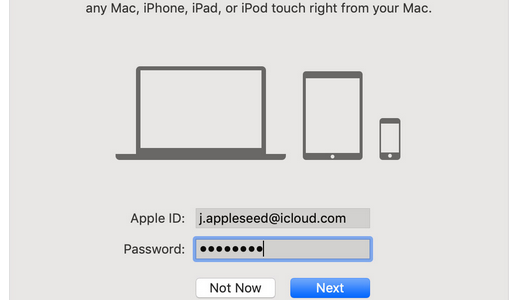 any Mac, iPhone, iPad, or iPod touch right from your Mac.
Apple ID: j.appleseed@icloud.com
Password: ••••••••
Not Now Next